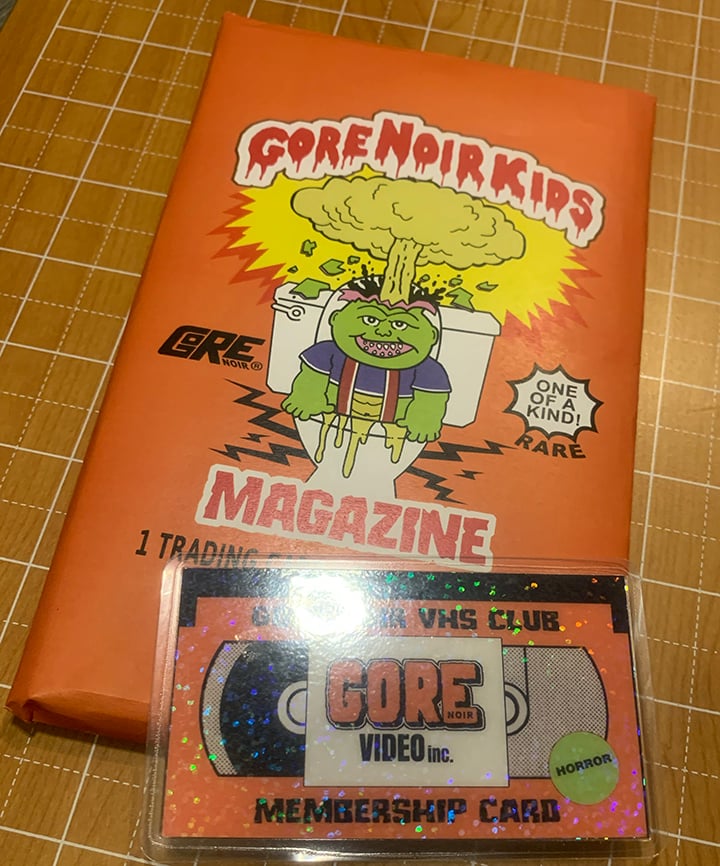 GORE NOIR KIDS
GORE
NOIR®
ONE
OF A
KIND!
RARE
MAGAZINE
1 TRADING
VHS CLUB
GORE
NOIR
VIDEO inc.
HORROR
MEMBERSHIP CARD